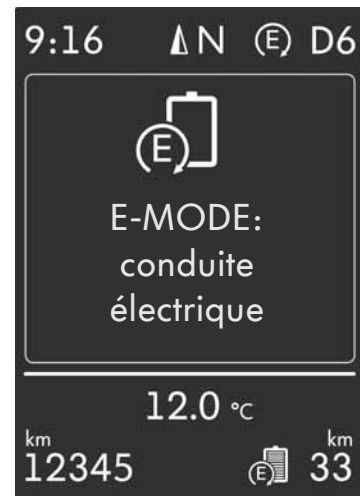 9:16 N (E) D6
E
E-MODE:
conduite
électrique
12.0 °C
km km
12345 E 33